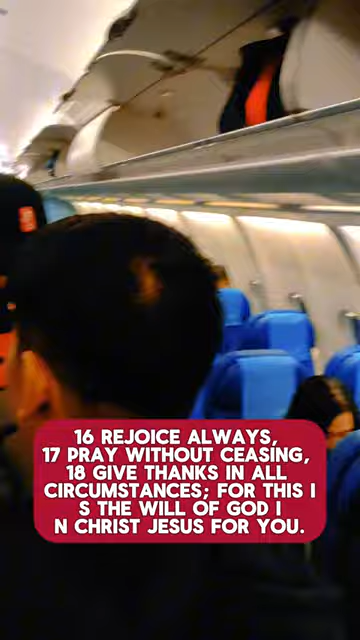 16 REJOICE ALWAYS,
17 PRAY WITHOUT CEASING,
18 GIVE THANKS IN ALL
CIRCUMSTANCES; FOR THIS I
S THE WILL OF GOD I
N CHRIST JESUS FOR YOU.